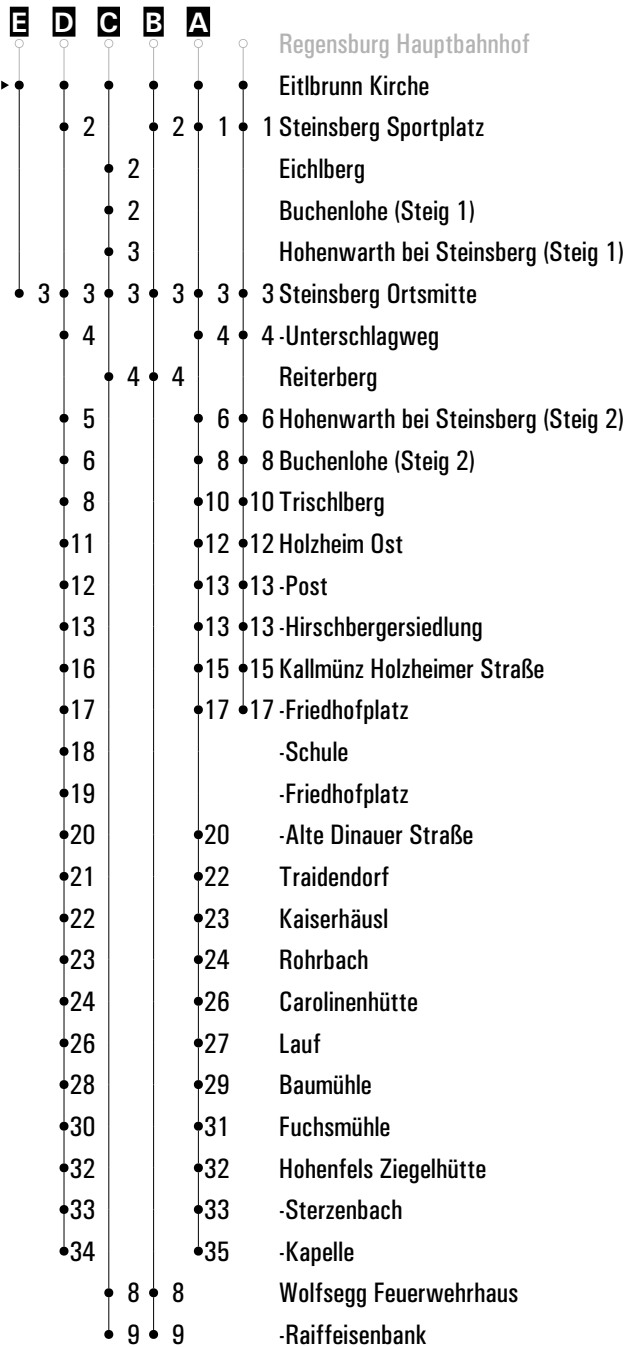 E D C B A
Regensburg Hauptbahnhof
Eitlbrunn Kirche
2 2 1 1 Steinsberg Sportplatz
2 Eichlberg
2 Buchenlohe (Steig 1)
3 Hohenwarth bei Steinsberg (Steig 1)
3 3 3 3 3 3 Steinsberg Ortsmitte
4 4 4 -Unterschlagweg
4 4 Reiterberg
5 6 6 Hohenwarth bei Steinsberg (Steig 2)
6 8 8 Buchenlohe (Steig 2)
8 10 10 Trischlberg
11 12 12 Holzheim Ost
12 13 13 -Post
13 13 13 -Hirschbergersiedlung
16 15 15 Kallmünz Holzheimer Straße
17 17 17 -Friedhofplatz
18 -Schule
19 -Friedhofplatz
20 20 -Alte Dinauer Straße
21 22 Traidendorf
22 23 Kaiserhäusl
23 24 Rohrbach
24 26 Carolinenhütte
26 27 Lauf
28 29 Baumühle
30 31 Fuchsmühle
32 32 Hohenfels Ziegelhütte
33 33 -Sterzenbach
34 35 -Kapelle
8 8 Wolfsegg Feuerwehrhaus
9 9 -Raiffeisenbank